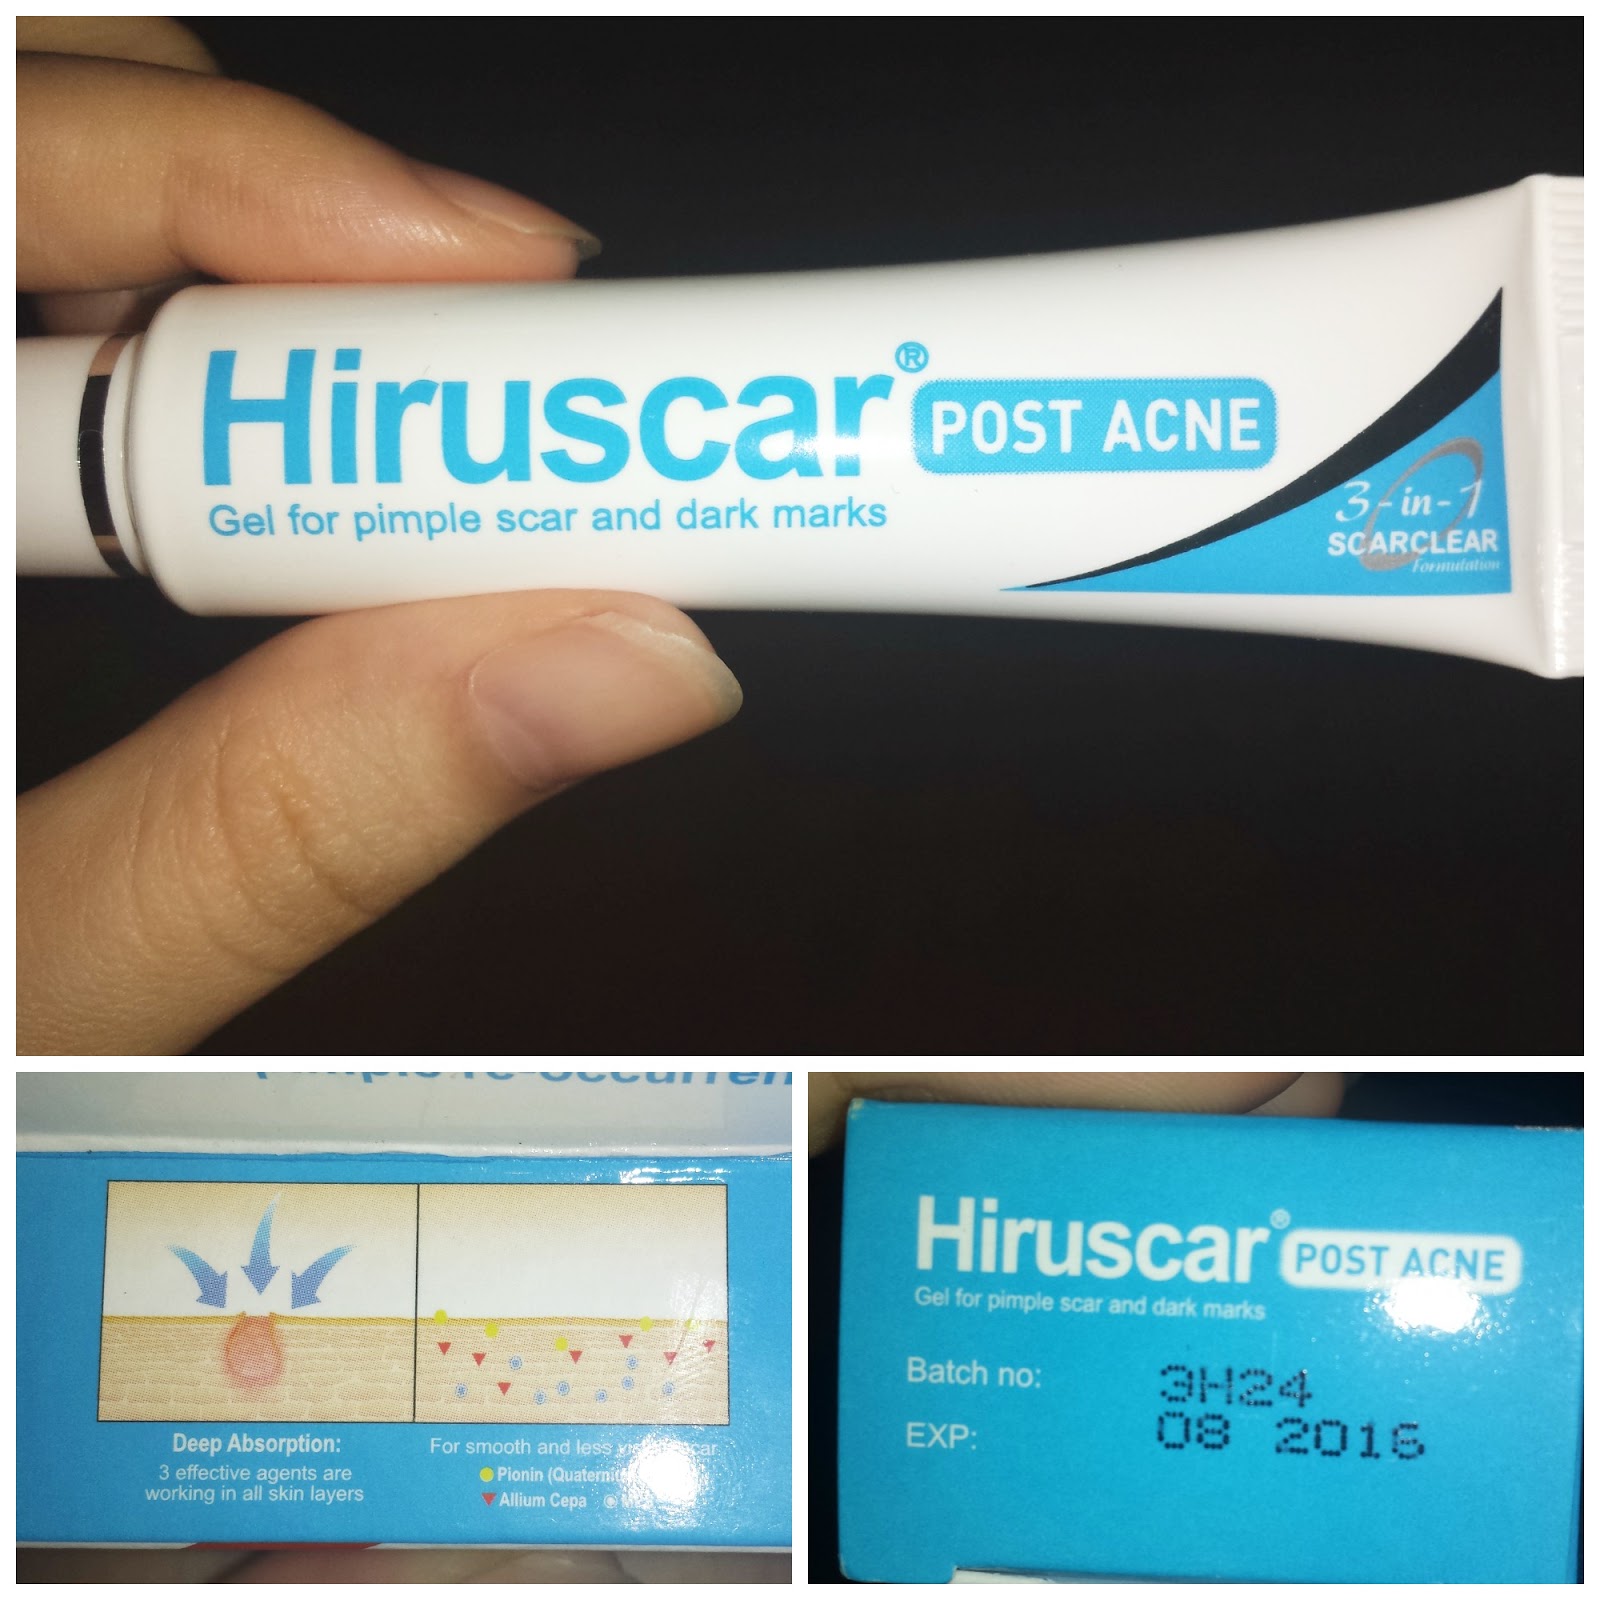 Hiruscar® POST ACNE
Gel for pimple scar and dark marks
3-in-1
SCARCLEAR
Formulation
Deep Absorption:
3 effective agents are
working in all skin layers
For smooth and less
Pionin
Allium Cepa
Hiruscar® POST ACNE
Gel for pimple scar and dark marks
Batch no: 3H24
EXP: 08 2016